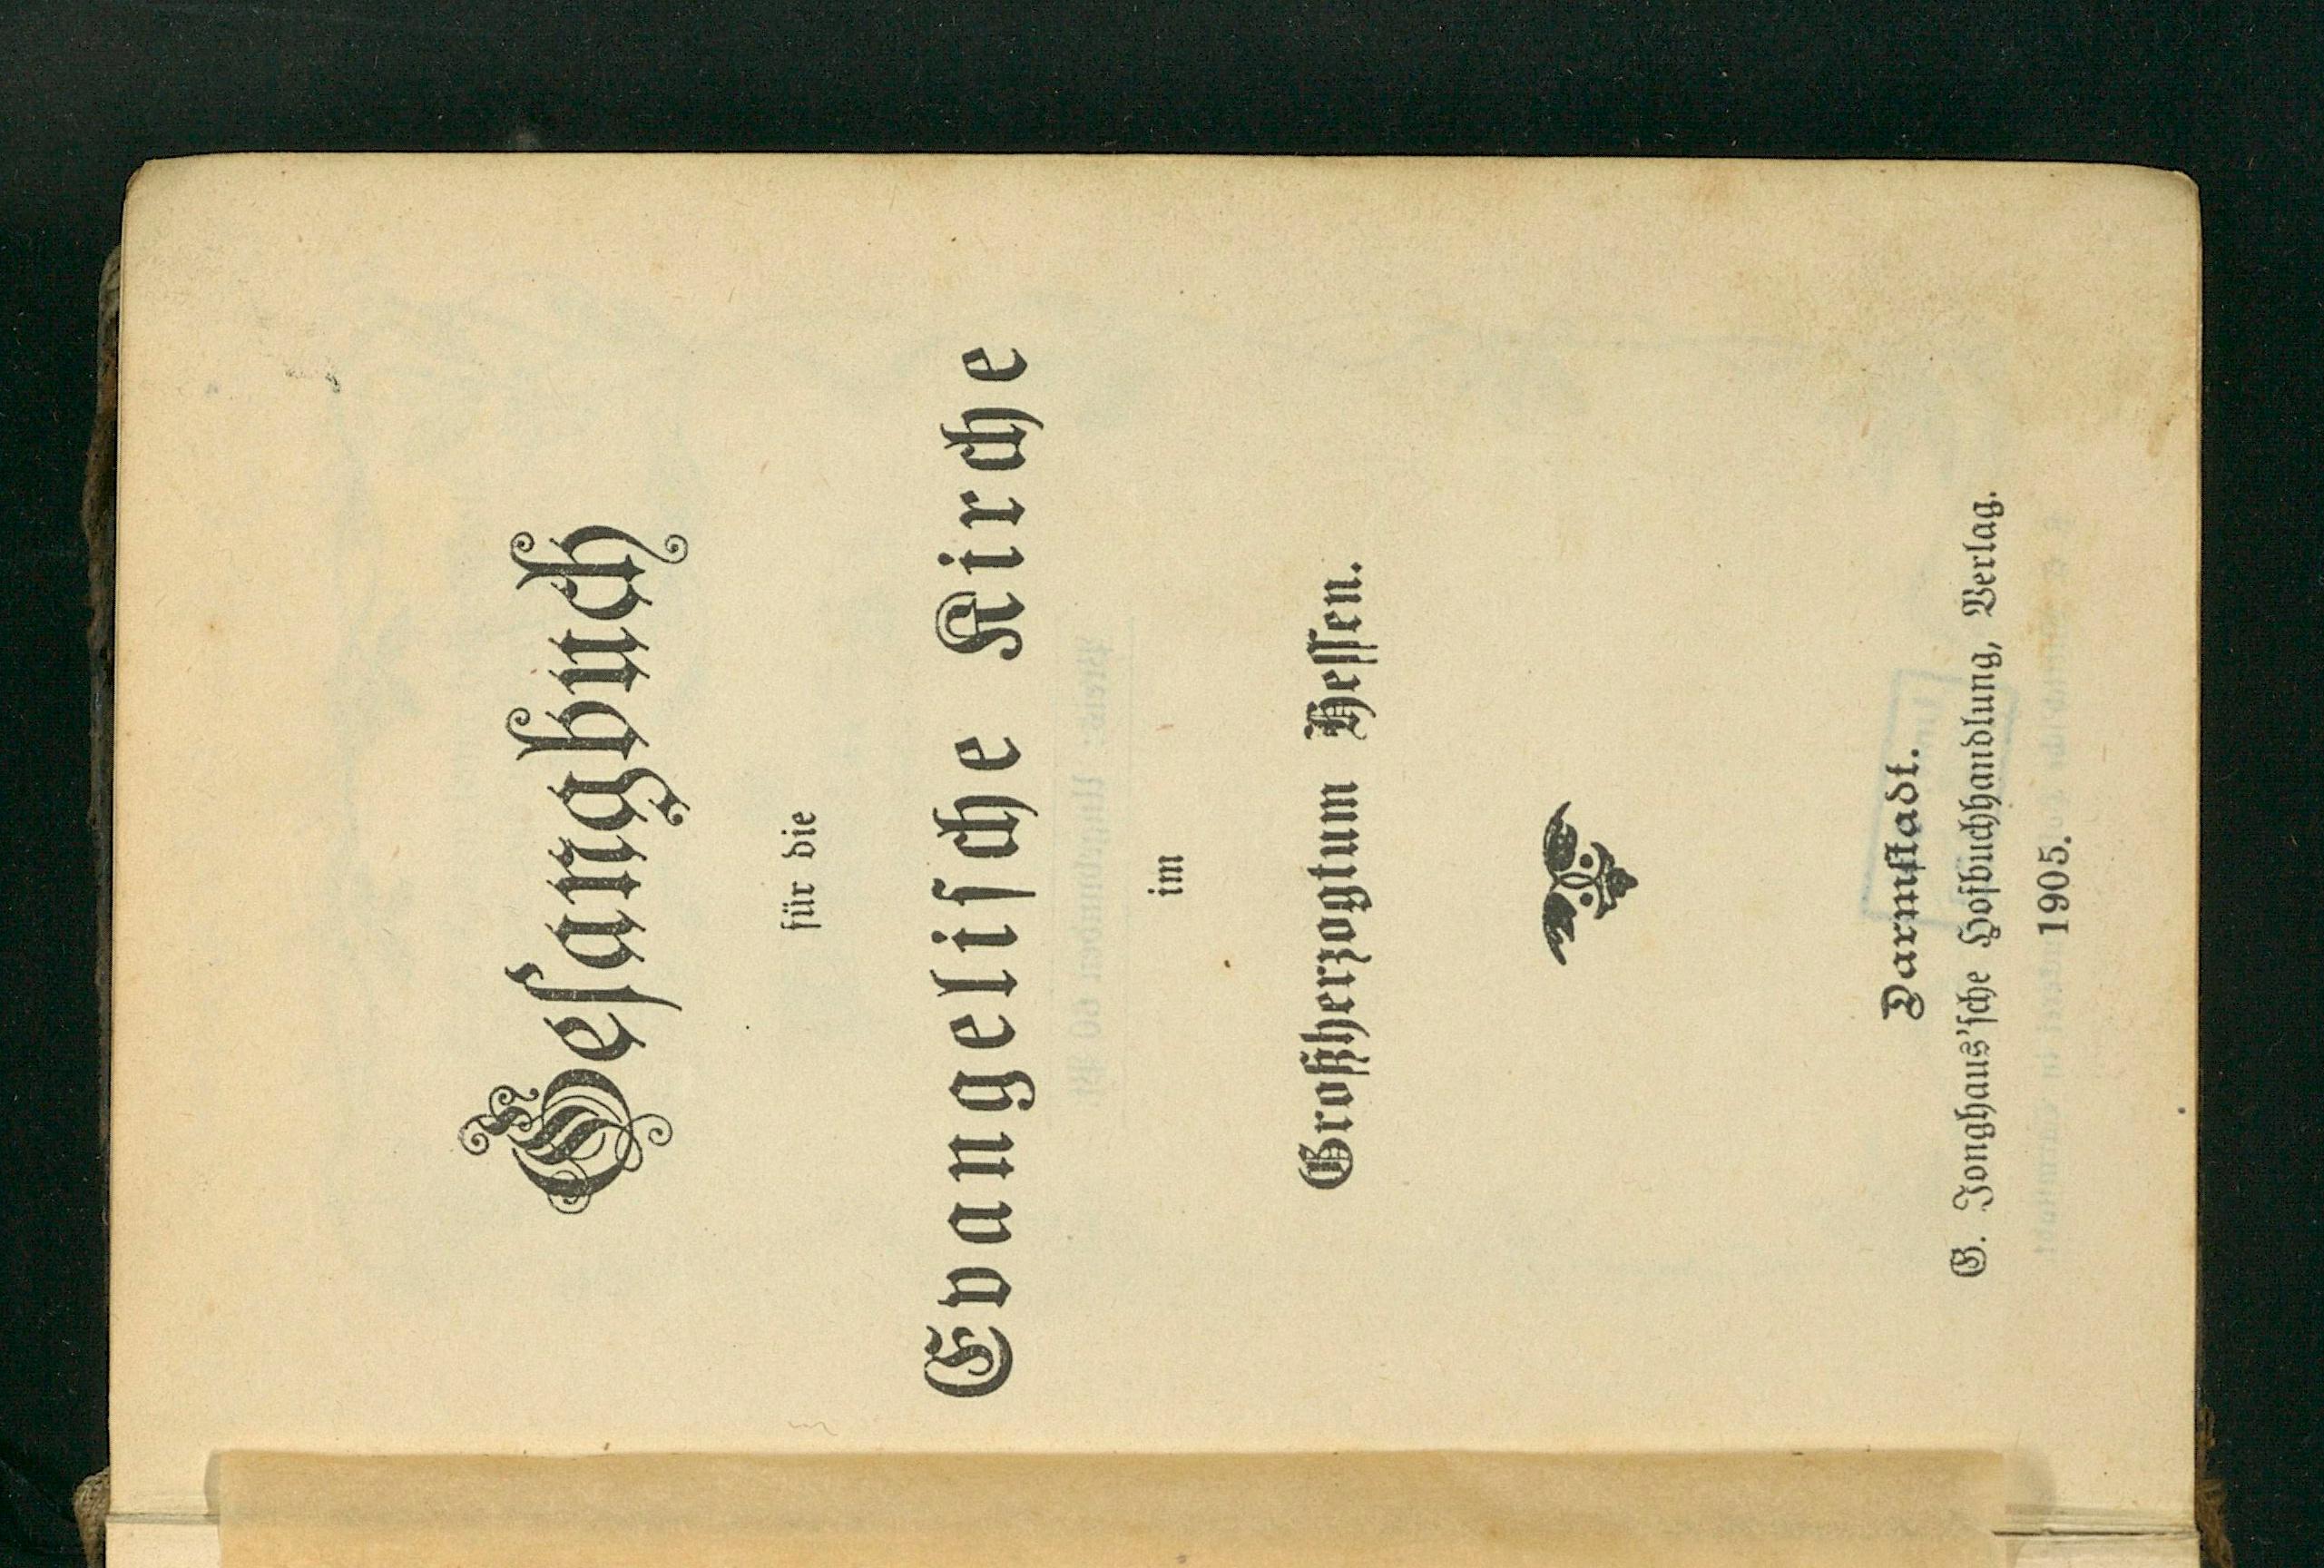 Gesangbuch
für die
Evangelische Kirche
im
Großherzogtum Hessen.
Darmstadt.
G. Jonghaus'sche Hofbuchhandlung, Verlag.
1905.